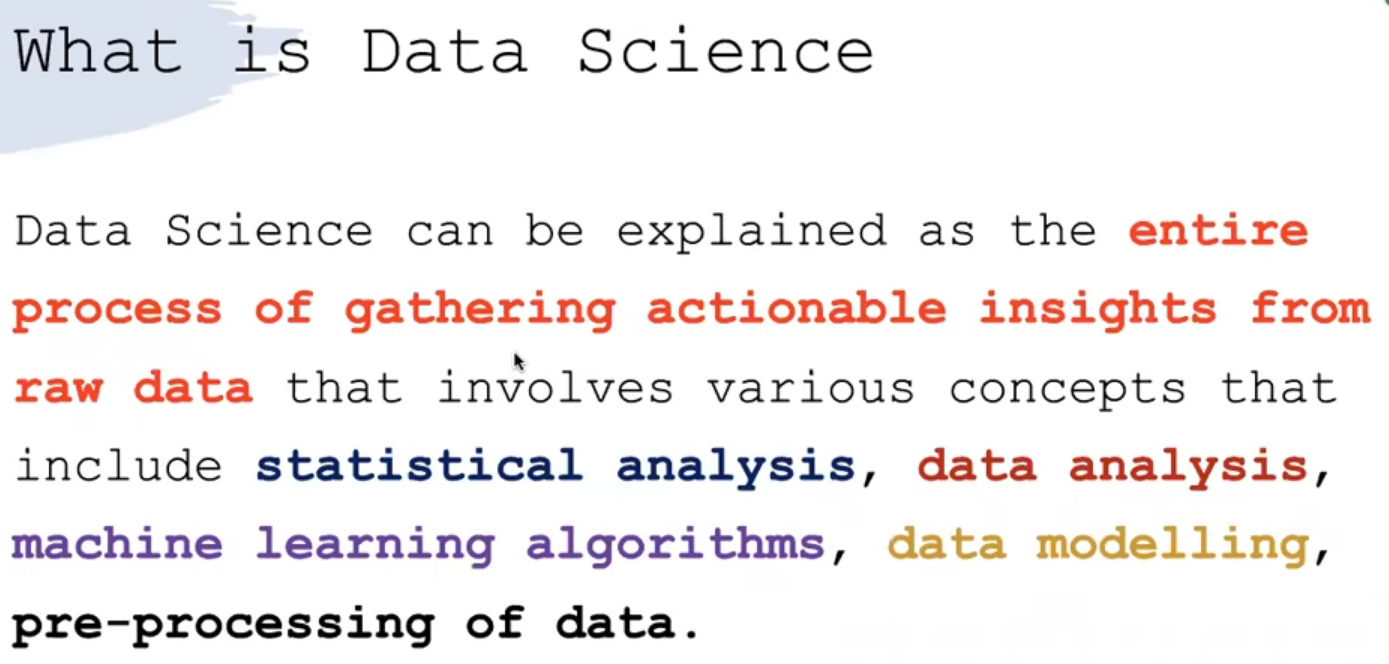 What is Data Science
Data Science can be explained as the entire
process of gathering actionable insights from
raw data that involves various concepts that
include statistical analysis, data analysis,
machine learning algorithms, data modelling,
pre-processing of data.